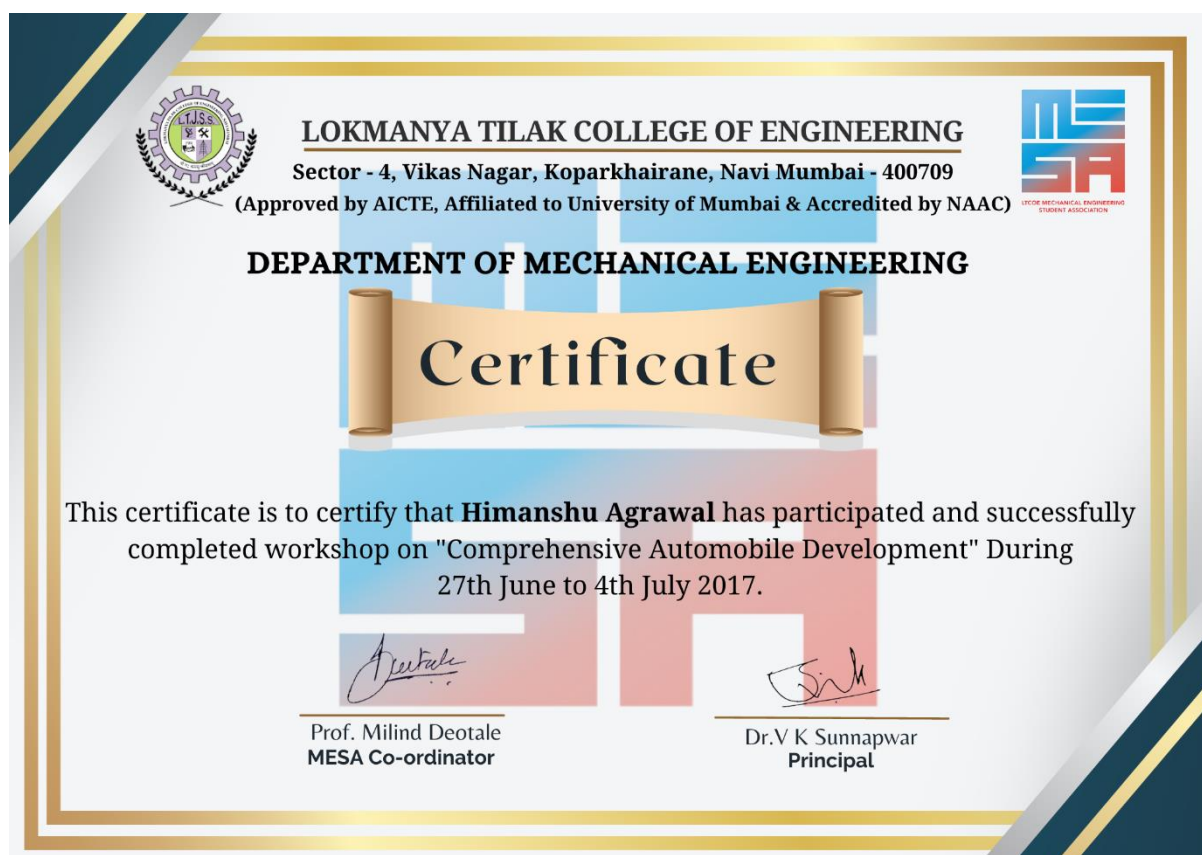 L.T.J.S.S.
LOKMANYA TILAK COLLEGE OF ENGINEERING
Sector - 4, Vikas Nagar, Koparkhairane, Navi Mumbai - 400709
(Approved by AICTE, Affiliated to University of Mumbai & Accredited by NAAC)
MESA
LTCOE MECHANICAL ENGINEERING
STUDENT ASSOCIATION
DEPARTMENT OF MECHANICAL ENGINEERING
Certificate
This certificate is to certify that Himanshu Agrawal has participated and successfully
completed workshop on "Comprehensive Automobile Development" During
27th June to 4th July 2017.
Prof. Milind Deotale
MESA Co-ordinator
Dr.V K Sunnapwar
Principal